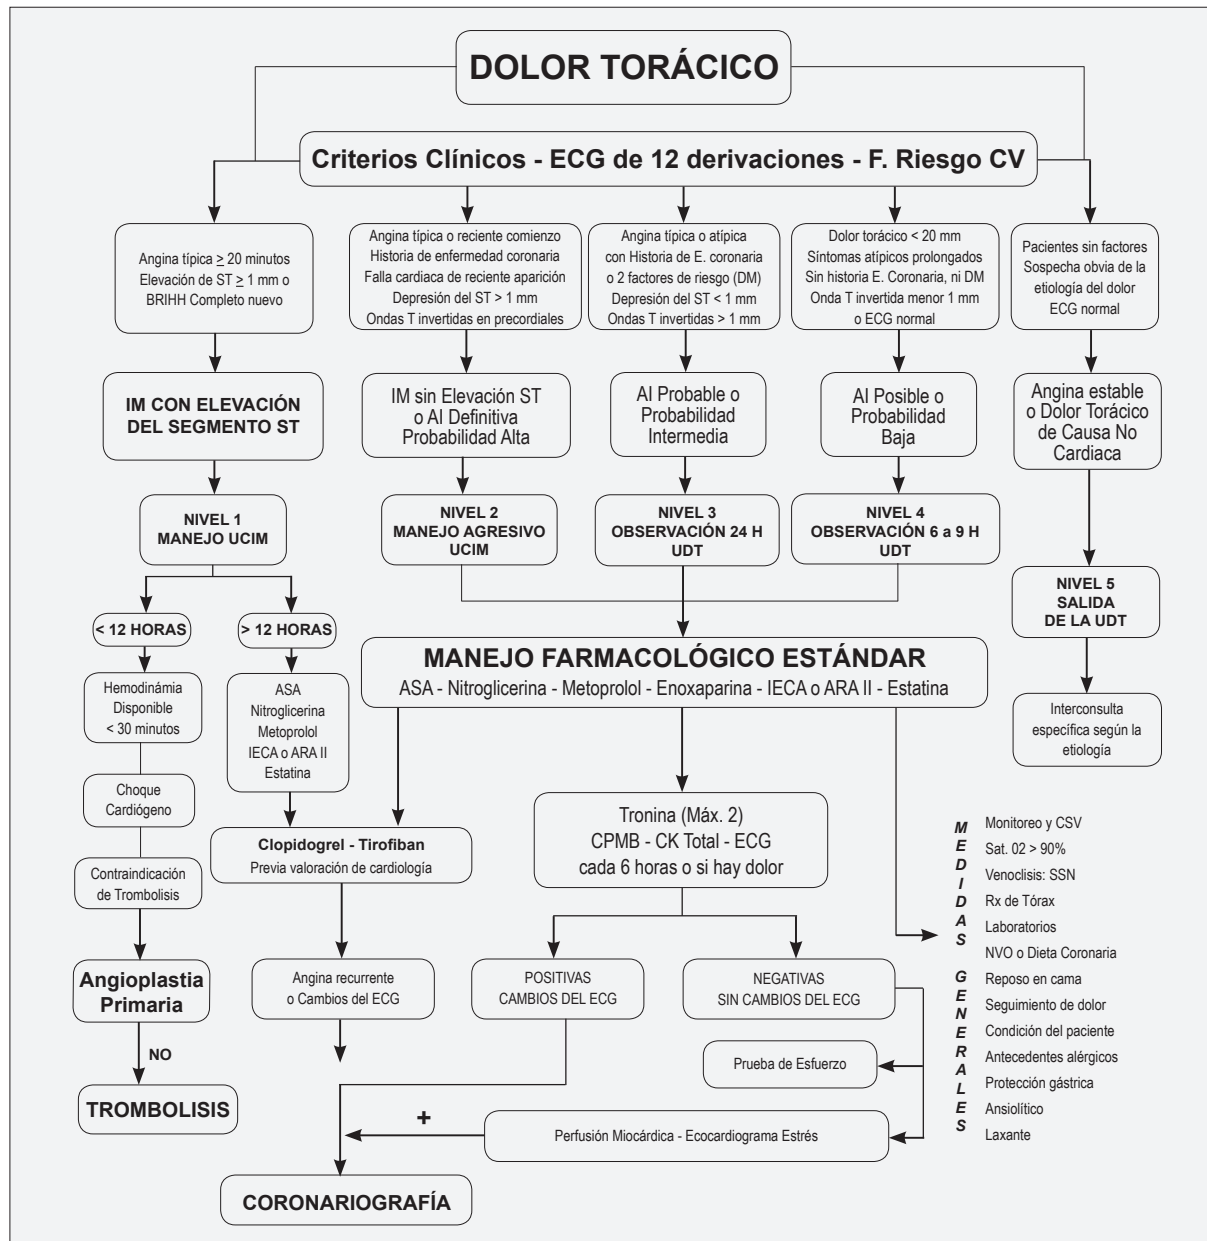 DOLOR TORÁCICO
Criterios Clínicos - ECG de 12 derivaciones - F. Riesgo CV
Angina típica ≥ 20 minutos
Elevación de ST ≥ 1 mm o
BRIHH Completo nuevo
Angina típica o reciente comienzo
Historia de enfermedad coronaria
Falla cardiaca de reciente aparición
Depresión del ST > 1 mm
Ondas T invertidas en precordiales
Angina típica o atípica
con Historia de E. coronaria
o 2 factores de riesgo (DM)
Depresión del ST < 1 mm
Ondas T invertidas > 1 mm
Dolor torácico < 20 mm
Síntomas atípicos prolongados
Sin historia E. Coronaria, ni DM
Onda T invertida menor 1 mm
o ECG normal
Pacientes sin factores
Sospecha obvia de la
etiología del dolor
ECG normal
IM CON ELEVACIÓN
DEL SEGMENTO ST
IM sin Elevación ST
o AI Definitiva
Probabilidad Alta
AI Probable o
Probabilidad
Intermedia
AI Posible o
Probabilidad
Baja
Angina estable
o Dolor Torácico
de Causa No
Cardiaca
NIVEL 1
MANEJO UCIM
NIVEL 2
MANEJO AGRESIVO
UCIM
NIVEL 3
OBSERVACIÓN 24 H
UDT
NIVEL 4
OBSERVACIÓN 6 a 9 H
UDT
NIVEL 5
SALIDA
DE LA UDT
< 12 HORAS
> 12 HORAS
MANEJO FARMACOLÓGICO ESTÁNDAR
ASA - Nitroglicerina - Metoprolol - Enoxaparina - IECA o ARA II - Estatina
Hemodinámia
Disponible
< 30 minutos
ASA
Nitroglicerina
Metoprolol
IECA o ARA II
Estatina
Interconsulta
específica según la
etiología
Choque
Cardiógeno
Tronina (Máx. 2)
CPMB - CK Total - ECG
cada 6 horas o si hay dolor
Clopidogrel - Tirofiban
Previa valoración de cardiología
Contraindicación
de Trombolisis
Angioplastia
Primaria
Angina recurrente
o Cambios del ECG
POSITIVAS
CAMBIOS DEL ECG
NEGATIVAS
SIN CAMBIOS DEL ECG
NO
TROMBOLISIS
Prueba de Esfuerzo
+
Perfusión Miocárdica - Ecocardiograma Estrés
CORONARIOGRAFÍA
MEDIDAS GENERALES
Monitoreo y CSV
Sat. 02 > 90%
Venoclisis: SSN
Rx de Tórax
Laboratorios
NVO o Dieta Coronaria
Reposo en cama
Seguimiento de dolor
Condición del paciente
Antecedentes alérgicos
Protección gástrica
Ansiolítico
Laxante